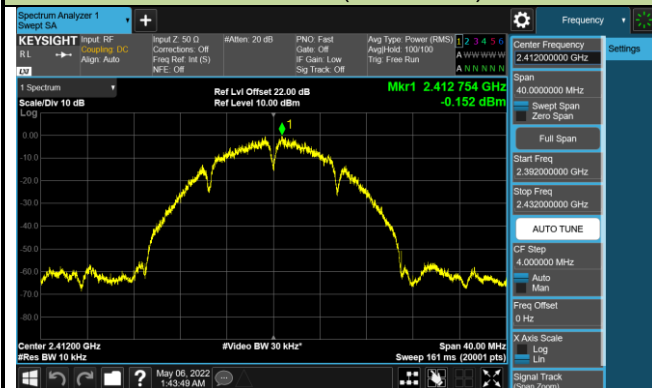 Spectrum Analyzer 1
Swept SA
Frequency
KEYSIGHT
RL
LXI
Input: RF
Coupling: DC
Align: Auto
Input Z: 50 Ω
Corrections: Off
Freq Ref: Int (S)
NFE: Off
#Atten: 20 dB
PNO: Fast
Gate: Off
IF Gain: Low
Sig Track: Off
Avg Type: Power (RMS)
Avg|Hold: 100/100
Trig: Free Run
1 2 3 4 5 6
A W W W W W
A N N N N N
1 Spectrum
Scale/Div 10 dB
Log
Ref Lvl Offset 22.00 dB
Ref Level 10.00 dBm
Mkr1 2.412 754 GHz
-0.152 dBm
1
0.00
-10.0
-20.0
-30.0
-40.0
-50.0
-60.0
-70.0
-80.0
Center 2.41200 GHz
#Res BW 10 kHz
#Video BW 30 kHz*
Span 40.00 MHz
Sweep 161 ms (20001 pts)
May 06, 2022
1:43:49 AM
?
Center Frequency
2.412000000 GHz
Settings
Span
40.0000000 MHz
Swept Span
Zero Span
Full Span
Start Freq
2.392000000 GHz
Stop Freq
2.432000000 GHz
AUTO TUNE
CF Step
4.000000 MHz
Auto
Man
Freq Offset
0 Hz
X Axis Scale
Log
Lin
Signal Track
(Span Zoom)